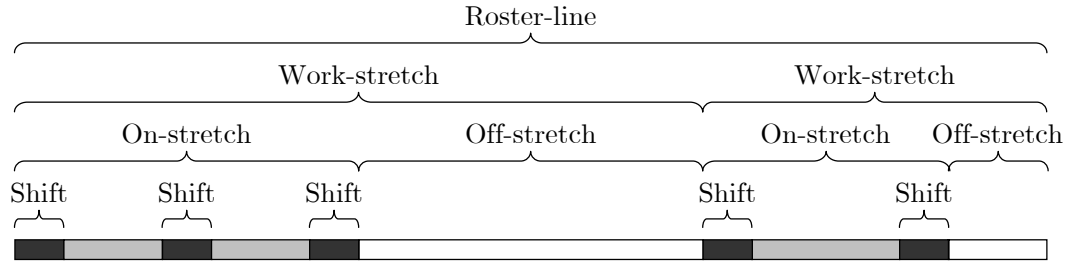 Roster-line
Work-stretch Work-stretch
On-stretch Off-stretch On-stretch Off-stretch
Shift Shift Shift Shift Shift